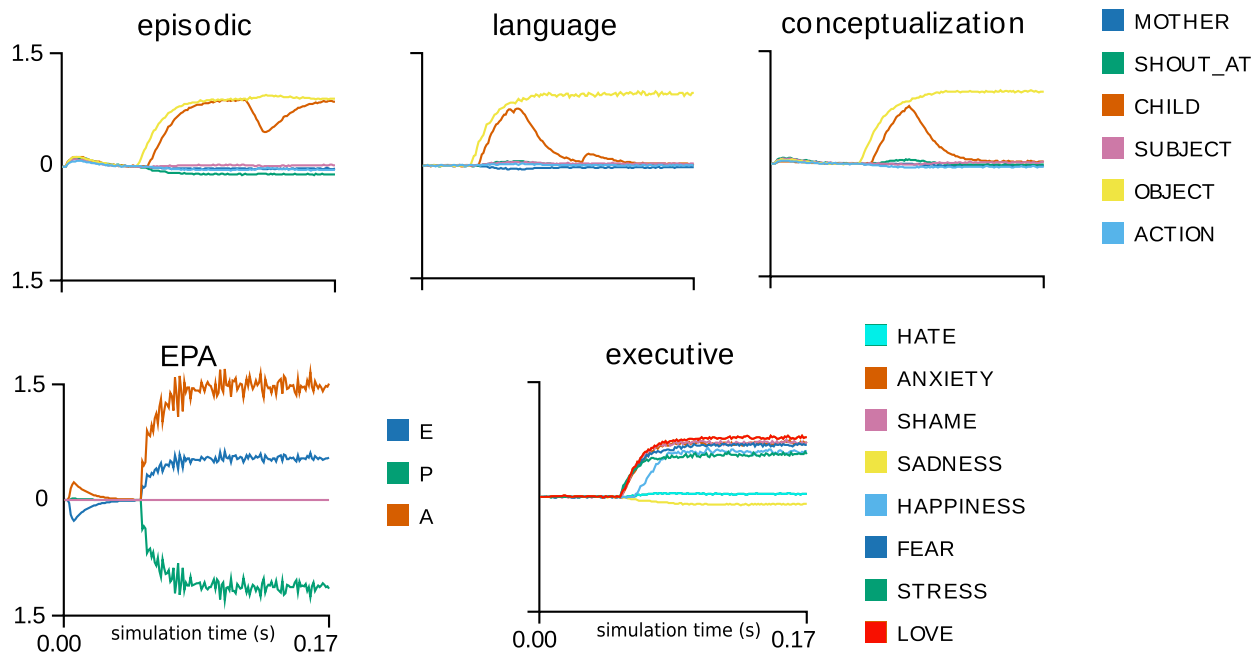 episodic
language
conceptualization
1.5
0
1.5
MOTHER
SHOUT_AT
CHILD
SUBJECT
OBJECT
ACTION
EPA
1.5
0
1.5
0.00
simulation time (s)
0.17
E
P
A
executive
0.00
simulation time (s)
0.17
HATE
ANXIETY
SHAME
SADNESS
HAPPINESS
FEAR
STRESS
LOVE